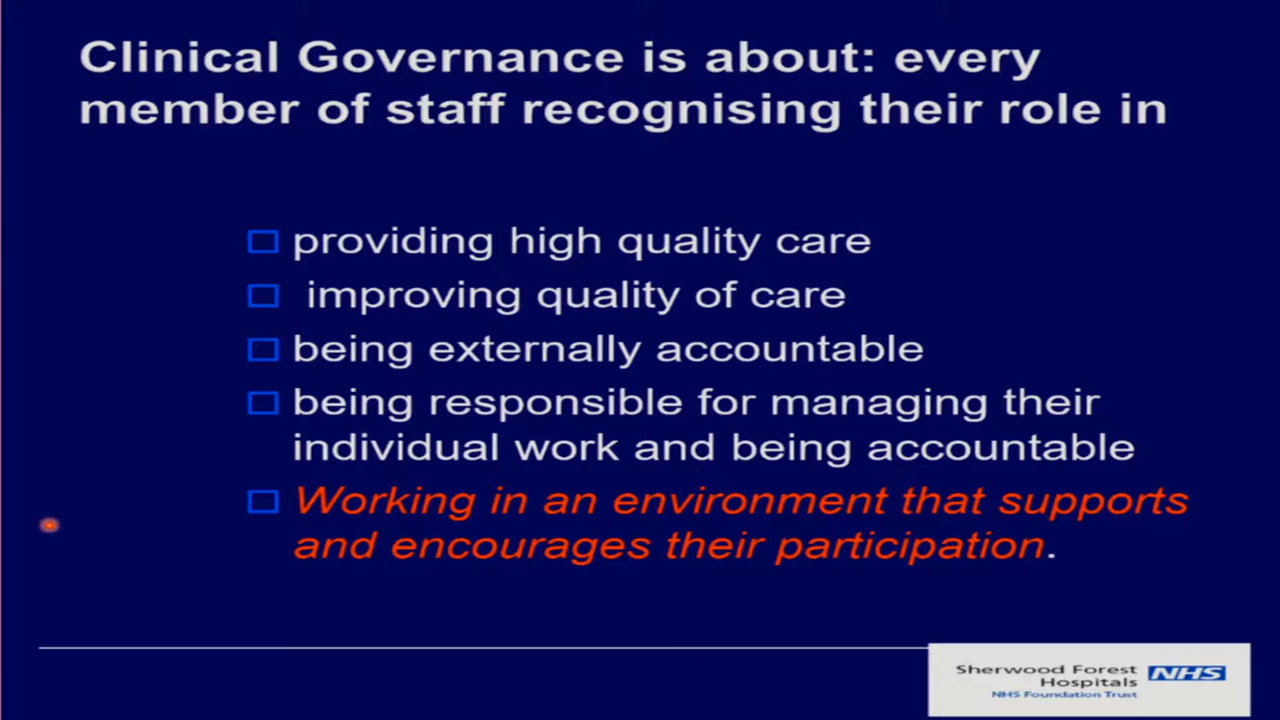 Clinical Governance is about: every
member of staff recognising their role in
providing high quality care
improving quality of care
being externally accountable
being responsible for managing their
individual work and being accountable
Working in an environment that supports
and encourages their participation.
Sherwood Forest NHS
Hospitals
NHS Foundation Trust